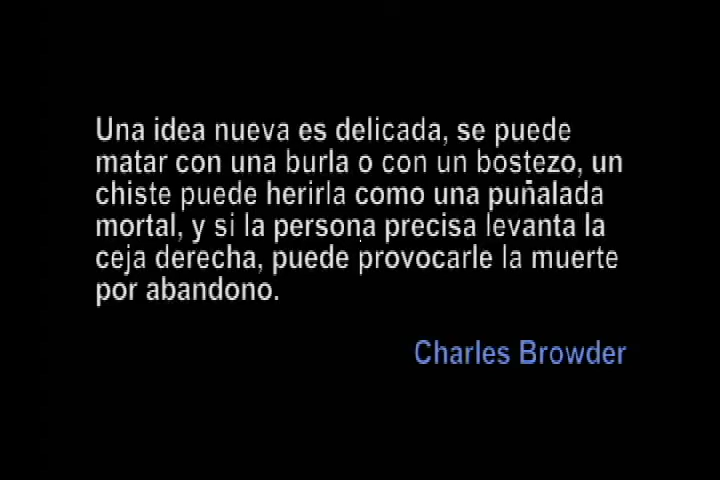 Una idea nueva es delicada, se puede
matar con una burla o con un bostezo, un
chiste puede herirla como una puñalada
mortal, y si la persona precisa levanta la
ceja derecha, puede provocarle la muerte
por abandono.
Charles Browder